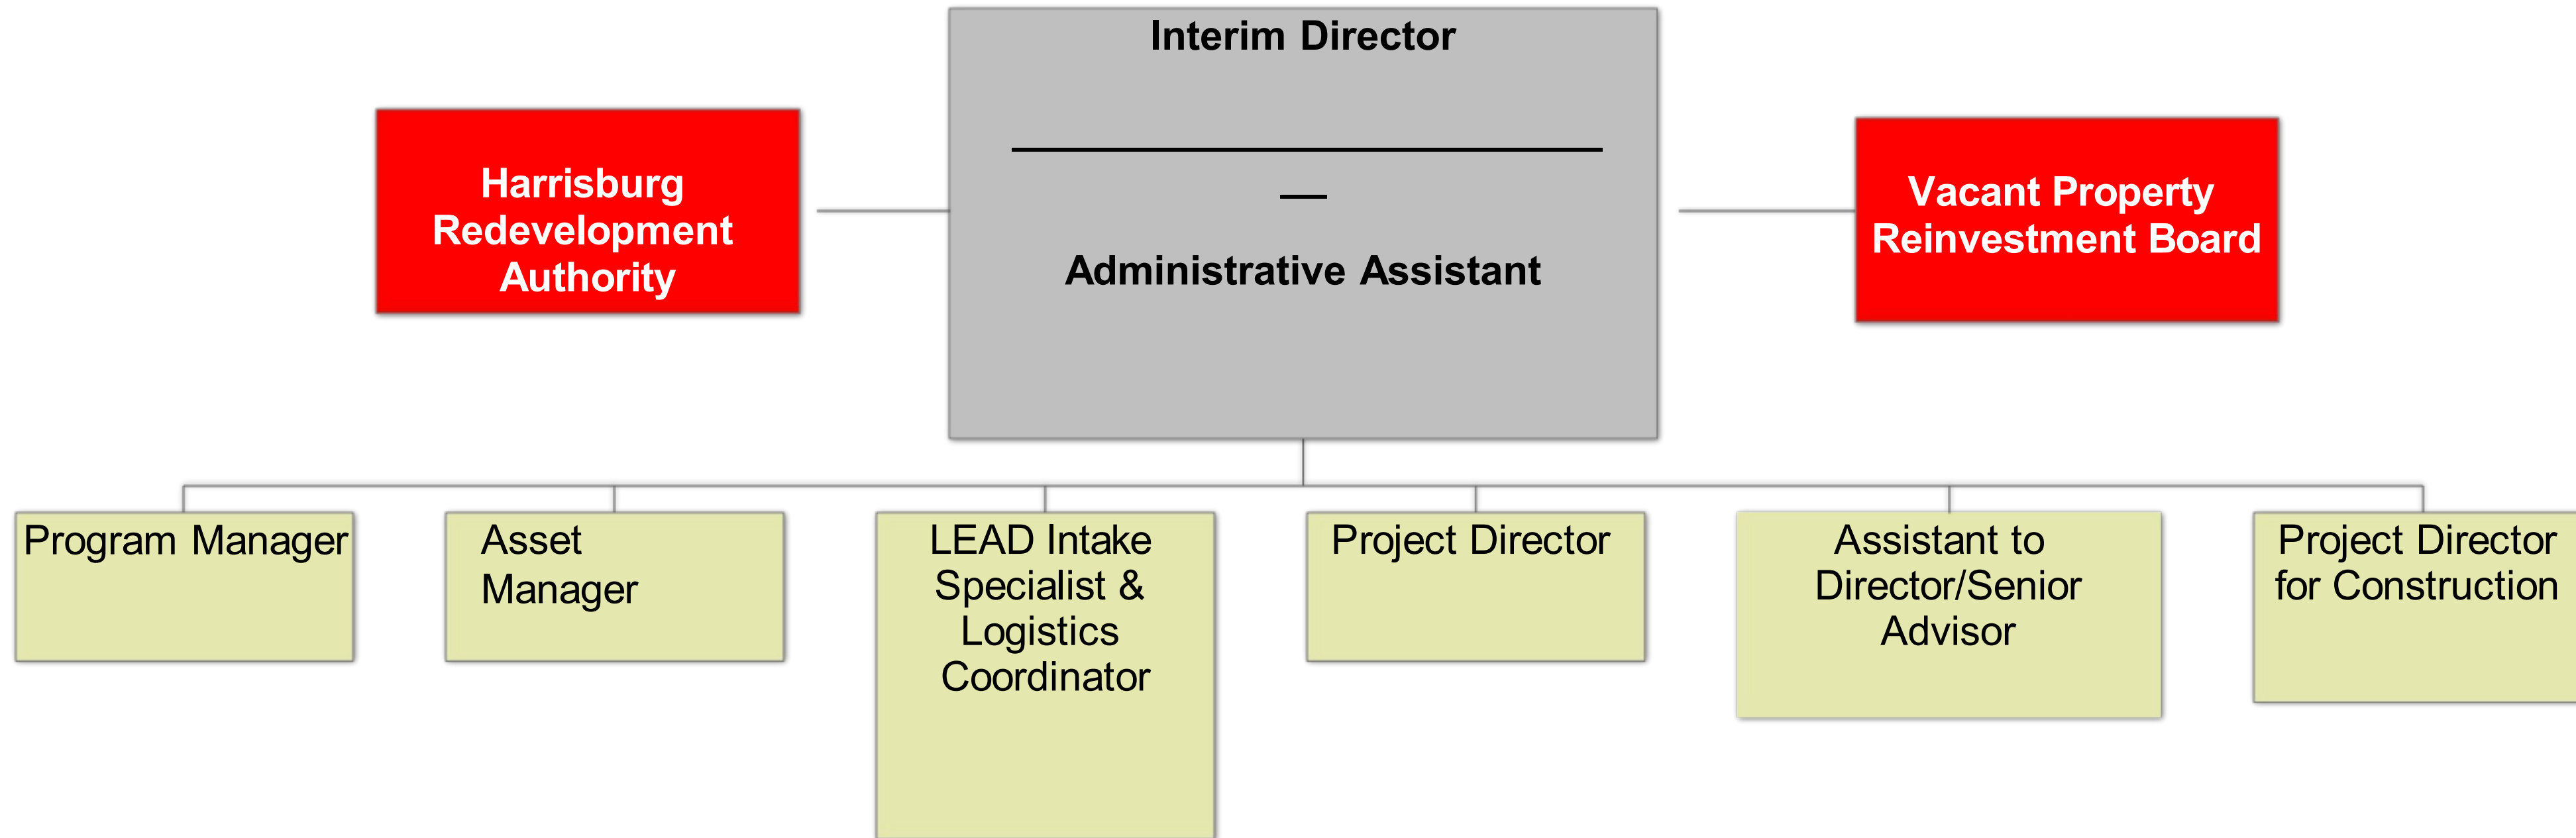 Interim Director
Harrisburg
Redevelopment
Authority
Administrative Assistant
Vacant Property
Reinvestment Board
Program Manager
Asset
Manager
LEAD Intake
Specialist &
Logistics
Coordinator
Project Director
Assistant to
Director/Senior
Advisor
Project Director
for Construction